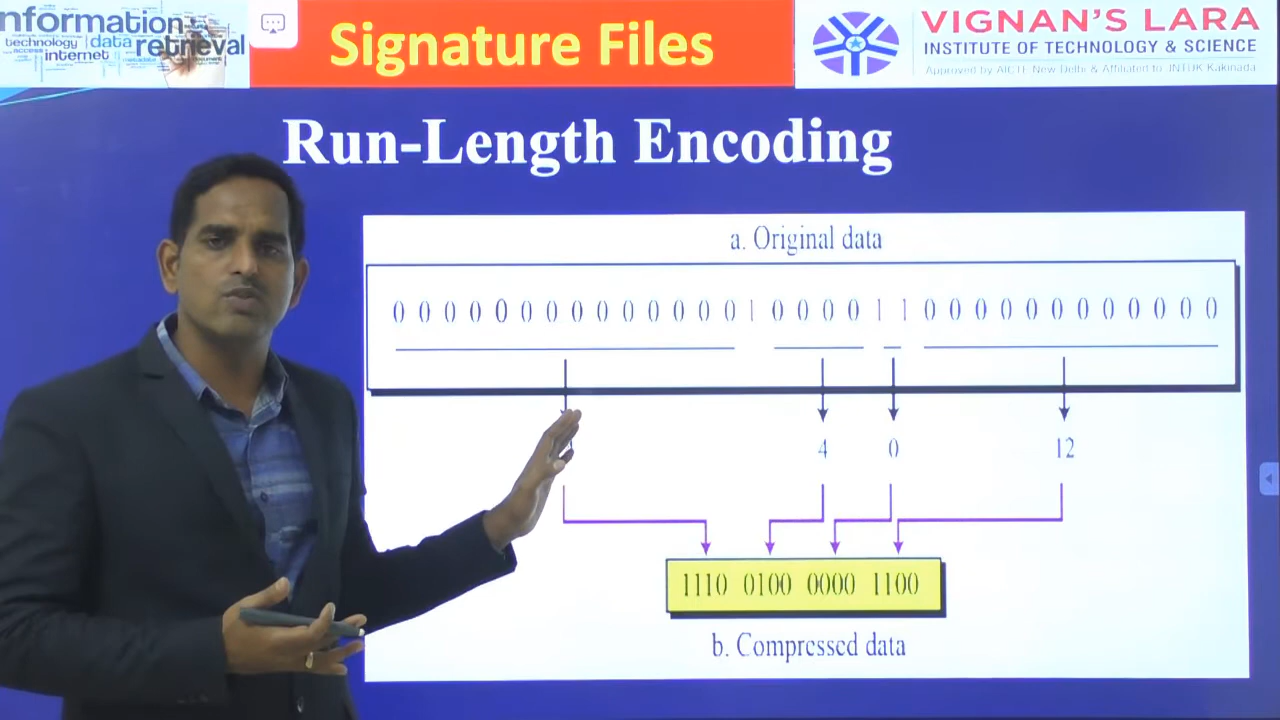 information
technology data
retrieval
access
internet
Signature Files
VIGNAN'S LARA
INSTITUTE OF TECHNOLOGY & SCIENCE
Approved by AICTE New Delhi & Affiliated to JNTUK Kakinada
Run-Length Encoding
a. Original data
0 0 0 0 0 0 0 0 0 0 0 0 0 0 1 0 0 0 0 1 1 0 0 0 0 0 0 0 0 0 0 0 0
4 0 12
1110 0100 0000 1100
b. Compressed data